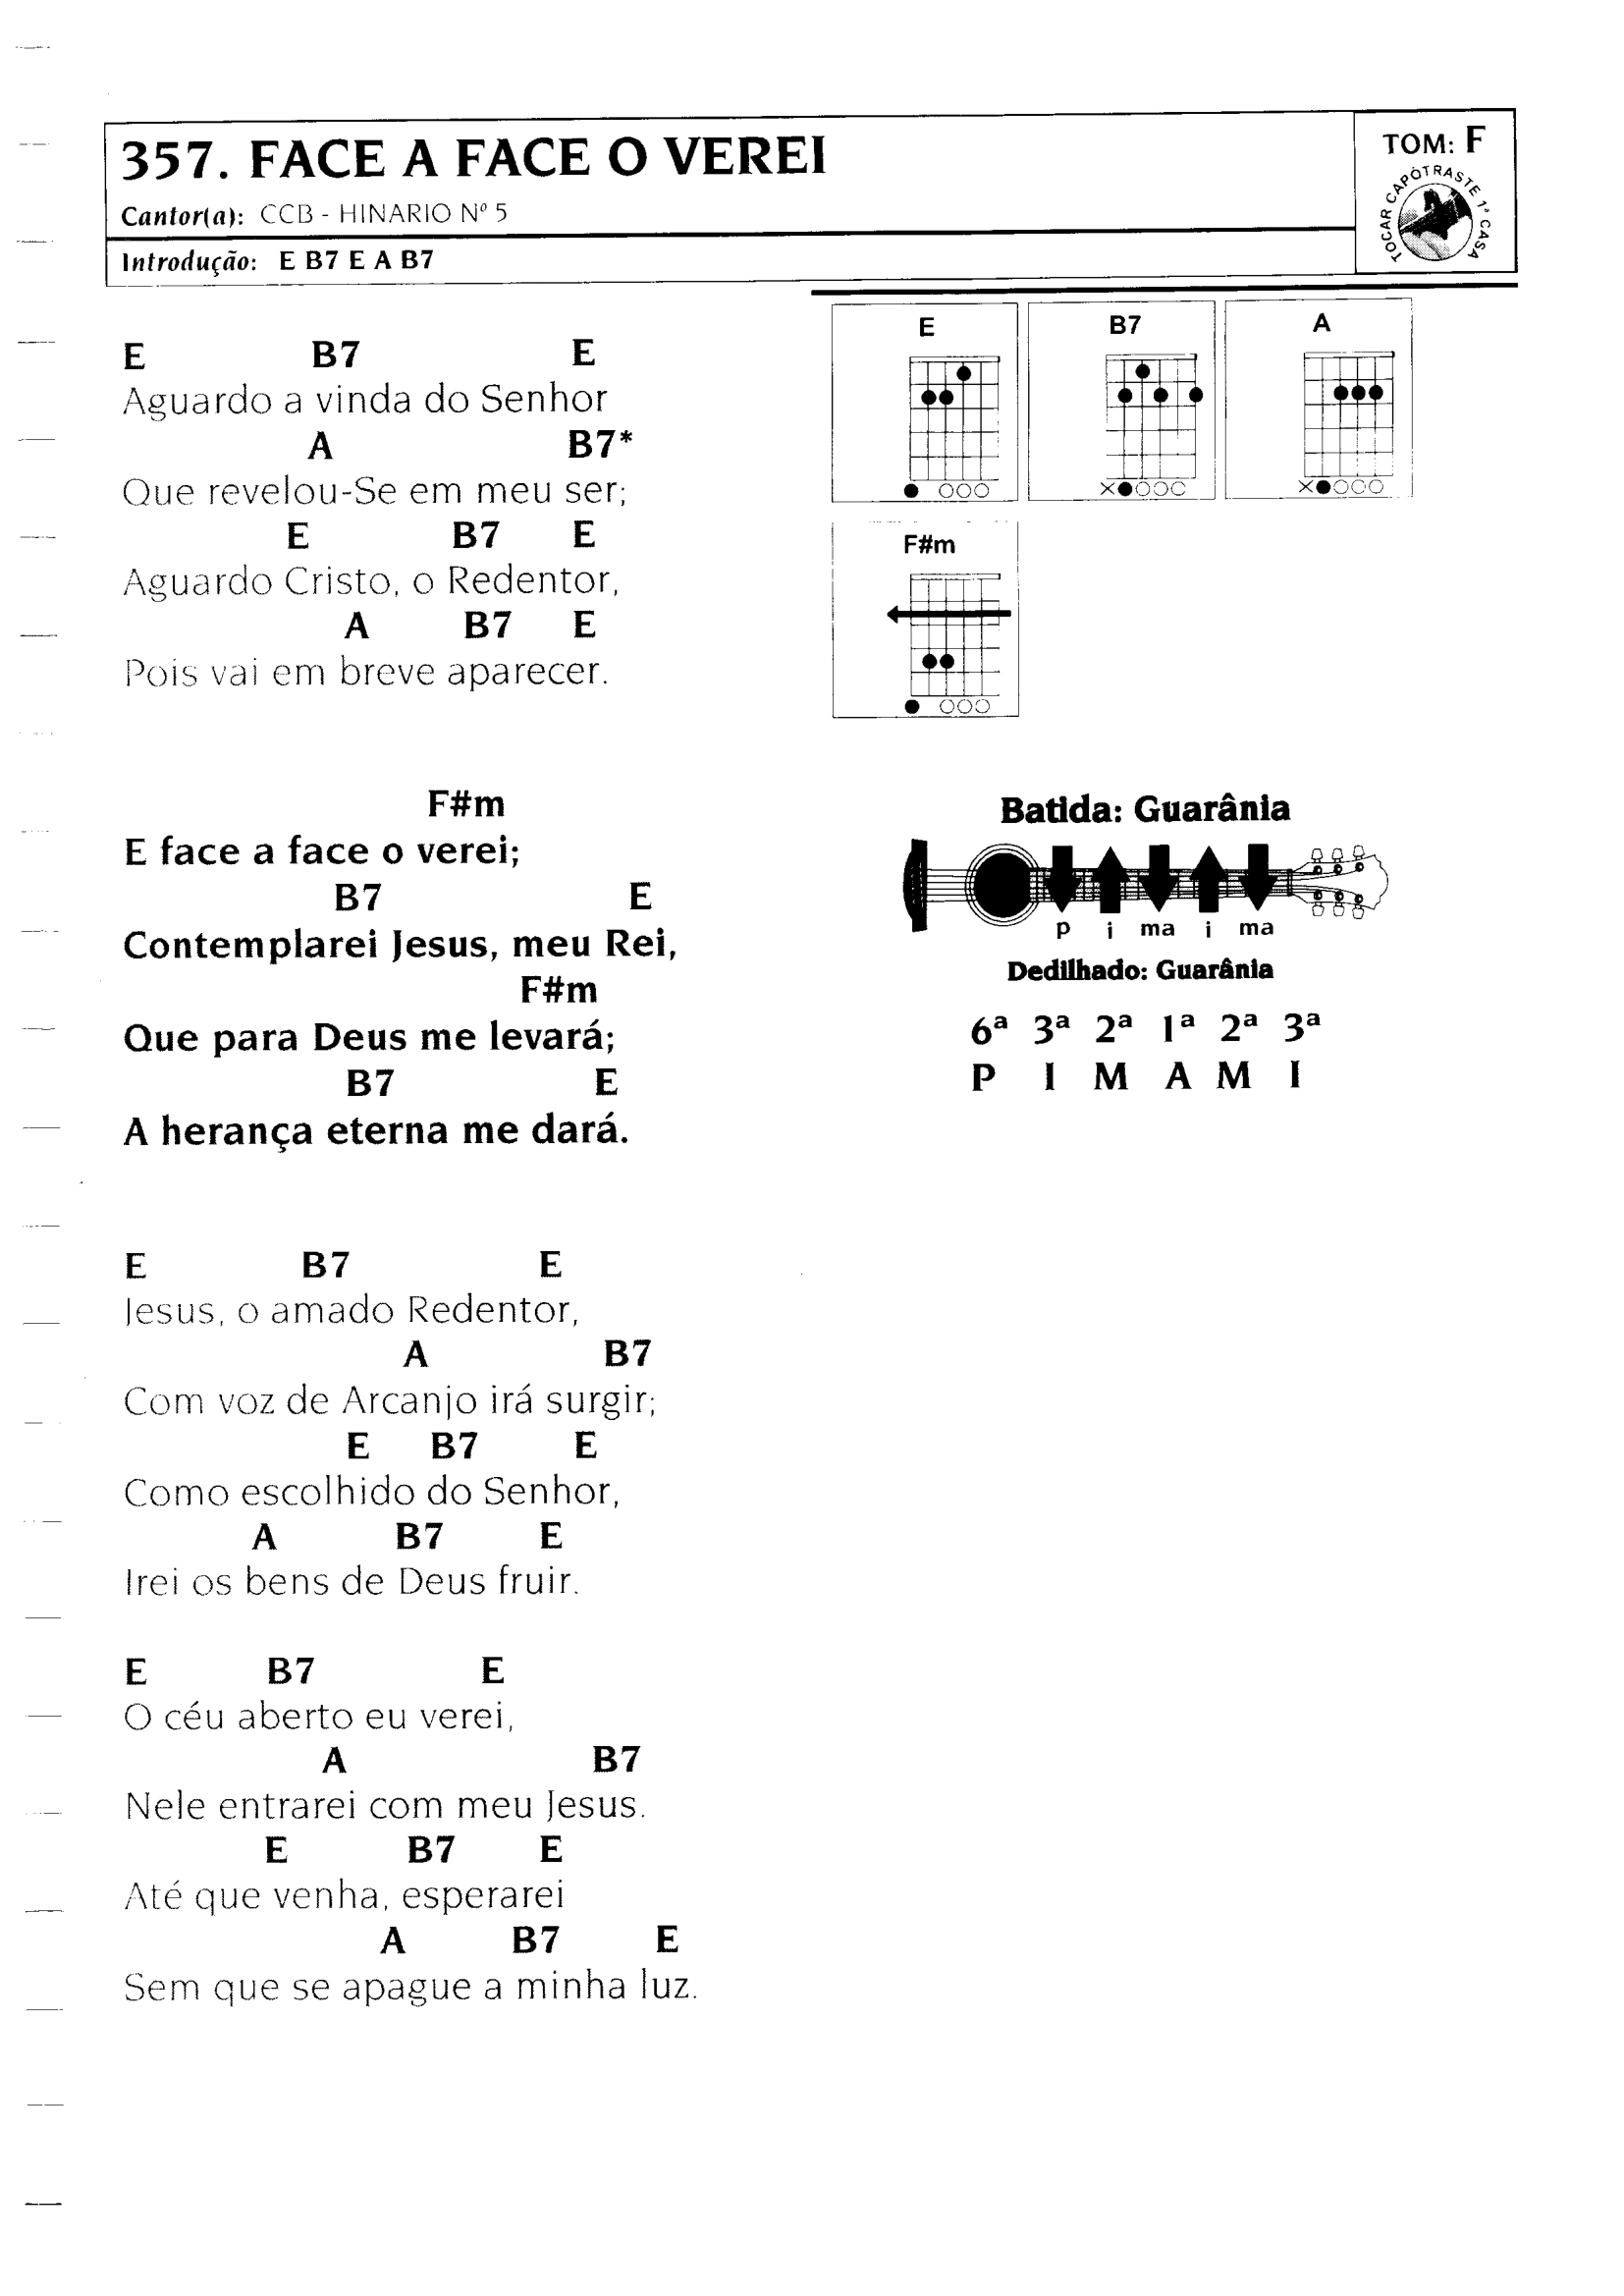 357. FACE A FACE O VEREI
Cantor(a): CCB - HINARIO Nº 5
Introdução: E B7 E A B7
TOM: F
TOCAR CAPÔTRASTE 1ª CASA
E B7 E
Aguardo a vinda do Senhor
A B7*
Que revelou-Se em meu ser;
E B7 E
Aguardo Cristo, o Redentor,
A B7 E
Pois vai em breve aparecer.
F#m
E face a face o verei;
B7 E
Contemplarei Jesus, meu Rei,
F#m
Que para Deus me levará;
B7 E
A herança eterna me dará.
E B7 E
Jesus, o amado Redentor,
A B7
Com voz de Arcanjo irá surgir;
E B7 E
Como escolhido do Senhor,
A B7 E
Irei os bens de Deus fruir.
E B7 E
O céu aberto eu verei,
A B7
Nele entrarei com meu Jesus.
E B7 E
Até que venha, esperarei
A B7 E
Sem que se apague a minha luz.
E B7 A
F#m
Batida: Guarânia
p i ma i ma
Dedilhado: Guarânia
6ª 3ª 2ª 1ª 2ª 3ª
P I M A M I